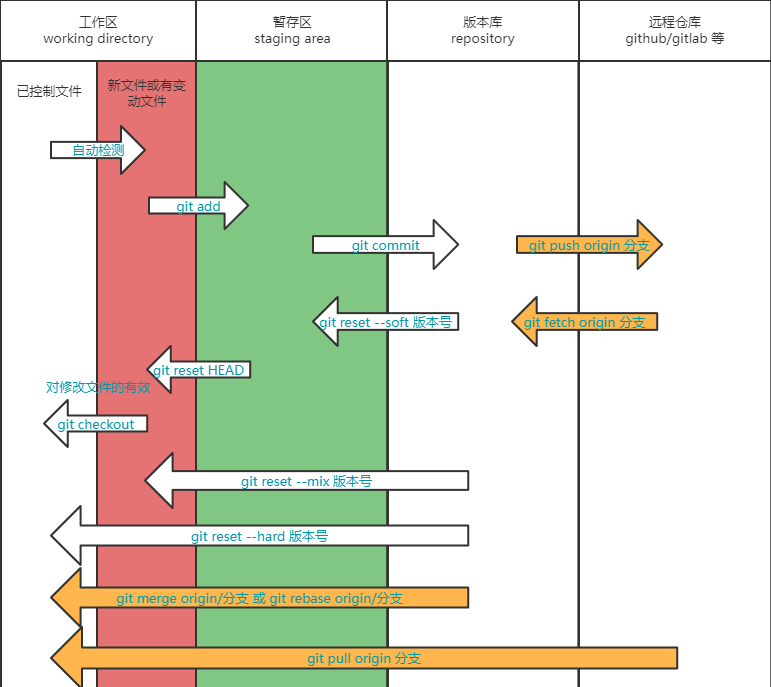 工作区
working directory
暂存区
staging area
版本库
repository
远程仓库
github/gitlab 等
已控制文件
新文件或有变
动文件
自动检测
git add
git commit
git push origin 分支
git reset --soft 版本号
git fetch origin 分支
git reset HEAD
对修改文件的有效
git checkout
git reset --mix 版本号
git reset --hard 版本号
git merge origin/分支 或 git rebase origin/分支
git pull origin 分支